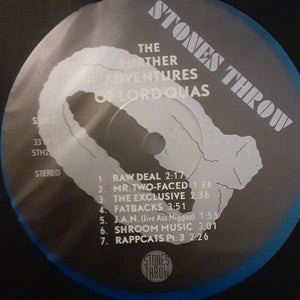 STONES THROW
THE
FURTHER
ADVENTURES
OF LORD QUAS
SIDE C
33
STEREO
1 RAW DEAL 2:17
2 MR. TWO-FACED 1:34
3 THE EXCLUSIVE 2:36
4 FATBACKS 3:51
5 J.A.N. (Jive Ass Niggaz) 1:55
6 SHROOM MUSIC 3:01
7 RAPPCATS Pt. 3 2:26
STONES
THROW